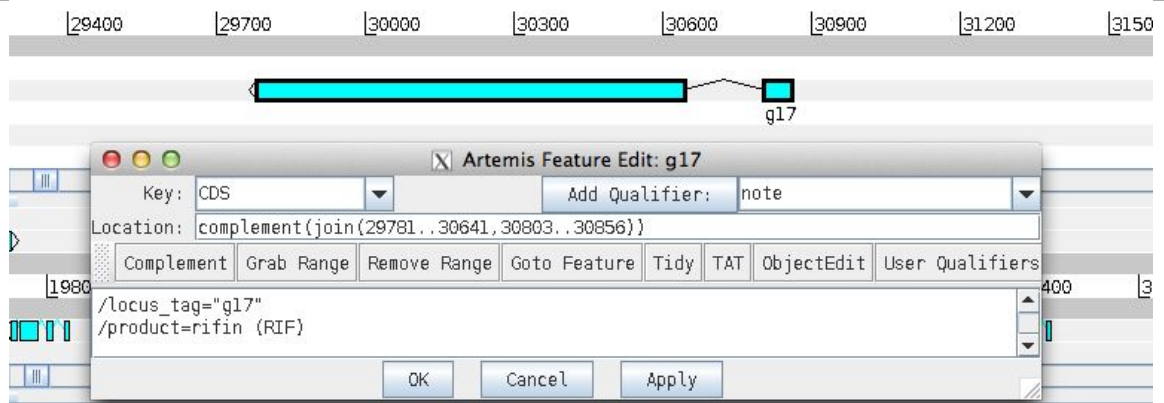 29400 29700 30000 30300 30600 30900 31200 3150
g17
Artemis Feature Edit: g17
Key: CDS Add Qualifier: note
Location: complement(join(29781..30641,30803..30856))
Complement Grab Range Remove Range Goto Feature Tidy TAT ObjectEdit User Qualifiers
1980 400 3
/locus_tag="g17"
/product=rifin (RIF)
OK Cancel Apply